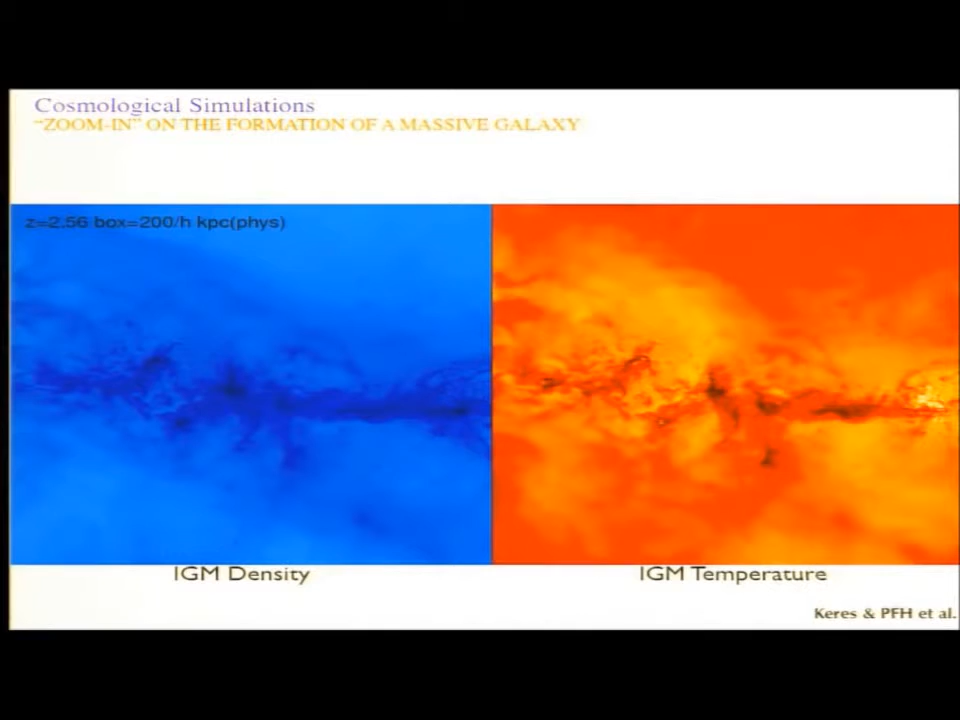 Cosmological Simulations
“ZOOM-IN” ON THE FORMATION OF A MASSIVE GALAXY
z=2.56 box=200/h kpc(phys)
IGM Density
IGM Temperature
Keres & PFH et al.